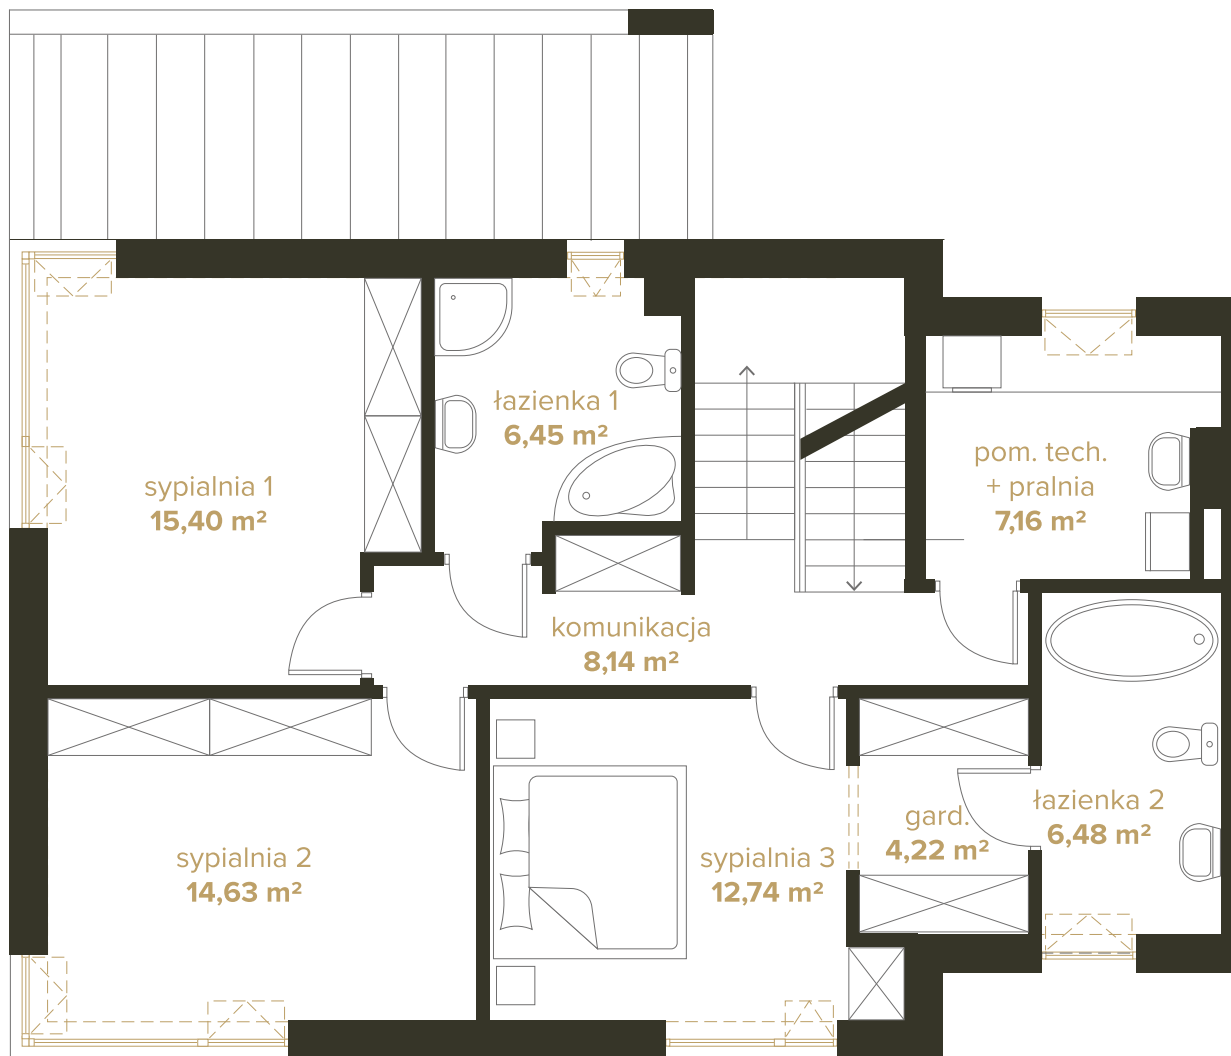 łazienka 1
6,45 m²
pom. tech.
+ pralnia
7,16 m²
sypialnia 1
15,40 m²
komunikacja
8,14 m²
łazienka 2
6,48 m²
gard.
4,22 m²
sypialnia 2
14,63 m²
sypialnia 3
12,74 m²